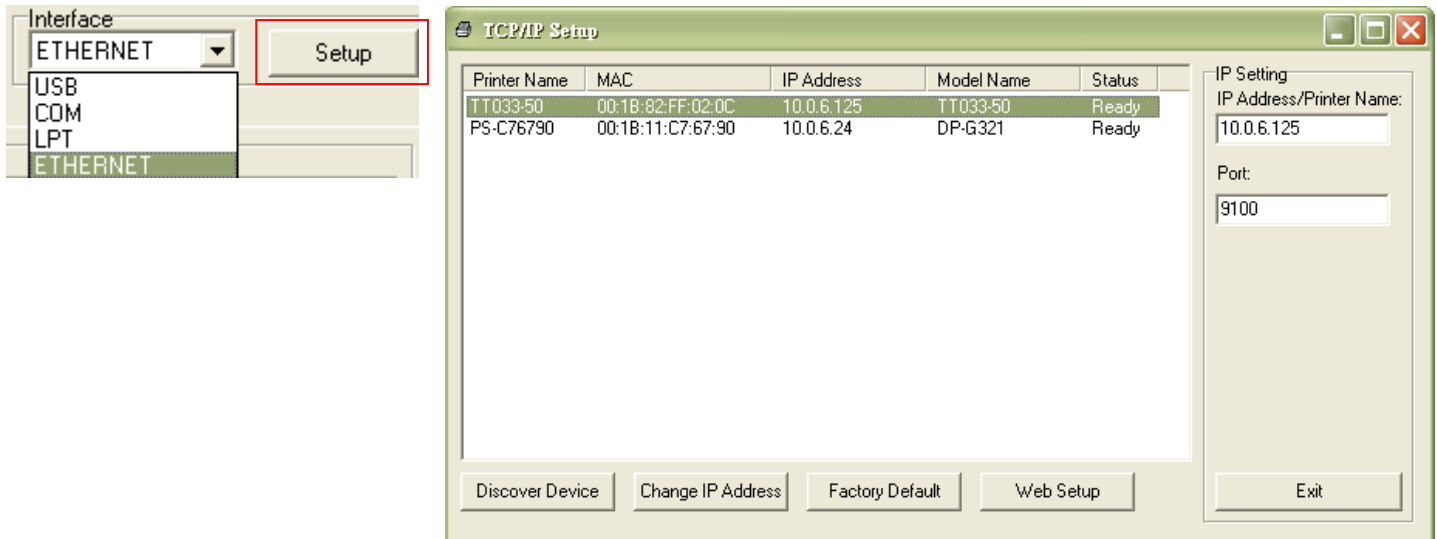 Interface
ETHERNET
Setup
USB
COM
LPT
ETHERNET
TCP/IP Setup
Printer Name MAC IP Address Model Name Status
TT033-50 00:1B:82:FF:02:0C 10.0.6.125 TT033-50 Ready
PS-C76790 00:1B:11:C7:67:90 10.0.6.24 DP-G321 Ready
IP Setting
IP Address/Printer Name:
10.0.6.125
Port:
9100
Discover Device Change IP Address Factory Default Web Setup Exit